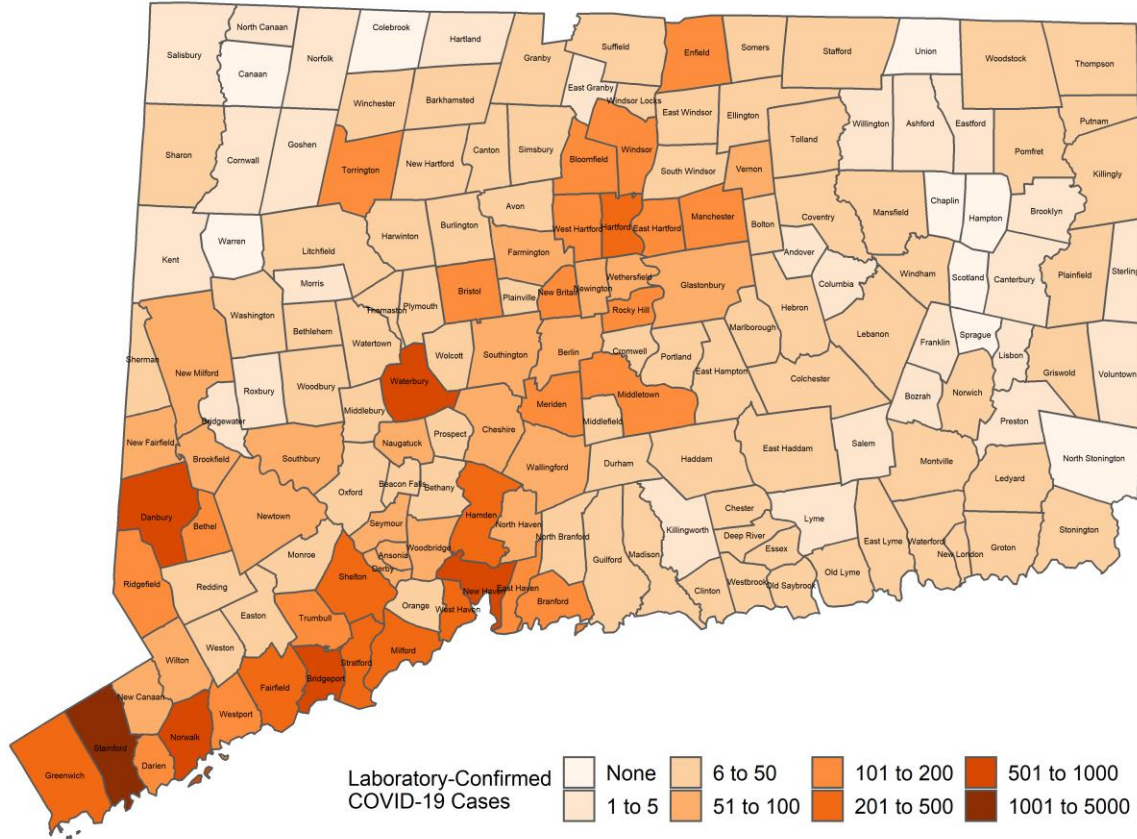 Colebrook
North Canaan
Hartland
Salisbury
Norfolk
Canaan
Suffield
Enfield
Somers
Stafford
Union
Granby
Woodstock
Thompson
East Granby
Windsor Locks
Winchester
Barkhamsted
East Windsor
Ellington
Willington
Ashford
Eastford
Putnam
Sharon
Cornwall
Goshen
Torrington
New Hartford
Canton
Simsbury
Bloomfield
Windsor
Tolland
Pomfret
South Windsor
Vernon
Killingly
Avon
Mansfield
Chaplin
Hampton
Brooklyn
Kent
Warren
Litchfield
Harwinton
Burlington
West Hartford
Hartford
East Hartford
Manchester
Bolton
Coventry
Farmington
Andover
Windham
Scotland
Canterbury
Plainfield
Sterling
Morris
Bristol
Plainville
New Britain
Newington
Wethersfield
Glastonbury
Columbia
Washington
Bethlehem
Thomaston
Plymouth
Rocky Hill
Hebron
Watertown
Marlborough
Lebanon
Franklin
Sprague
Lisbon
Sherman
New Milford
Wolcott
Southington
Berlin
Cromwell
Portland
East Hampton
Griswold
Voluntown
Roxbury
Woodbury
Waterbury
Colchester
Norwich
Bozrah
Bridgewater
Middlebury
Meriden
Middletown
Middlefield
Preston
New Fairfield
Brookfield
Southbury
Naugatuck
Prospect
Cheshire
East Haddam
Salem
Wallingford
Durham
Haddam
Montville
North Stonington
Danbury
Bethel
Newtown
Oxford
Beacon Falls
Bethany
Ledyard
Hamden
North Haven
North Branford
Killingworth
Chester
Lyme
Seymour
Ansonia
Derby
Woodbridge
Guilford
Madison
Deep River
Essex
East Lyme
Waterford
New London
Groton
Stonington
Monroe
Ridgefield
Redding
Shelton
New Haven
East Haven
Branford
Clinton
Westbrook
Old Saybrook
Old Lyme
Orange
West Haven
Easton
Trumbull
Weston
Wilton
Stratford
Milford
Fairfield
Bridgeport
New Canaan
Westport
Norwalk
Stamford
Darien
Greenwich
Laboratory-Confirmed
COVID-19 Cases
None
1 to 5
6 to 50
51 to 100
101 to 200
201 to 500
501 to 1000
1001 to 5000